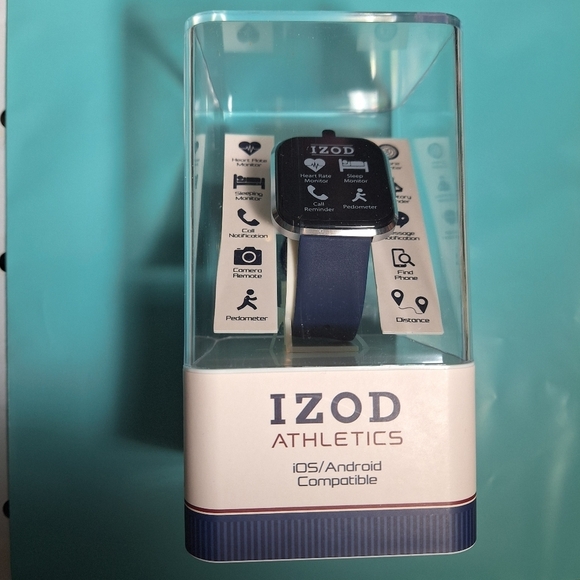 IZOD
Heart Rate
Monitor
Sleep
Monitor
Call
Reminder
Pedometer
Heart Rate
Monitor
Sleeping
Monitor
Call
Notification
Camera
Remote
Pedometer
Find
Phone
Distance
IZOD
ATHLETICS
iOS/Android
Compatible